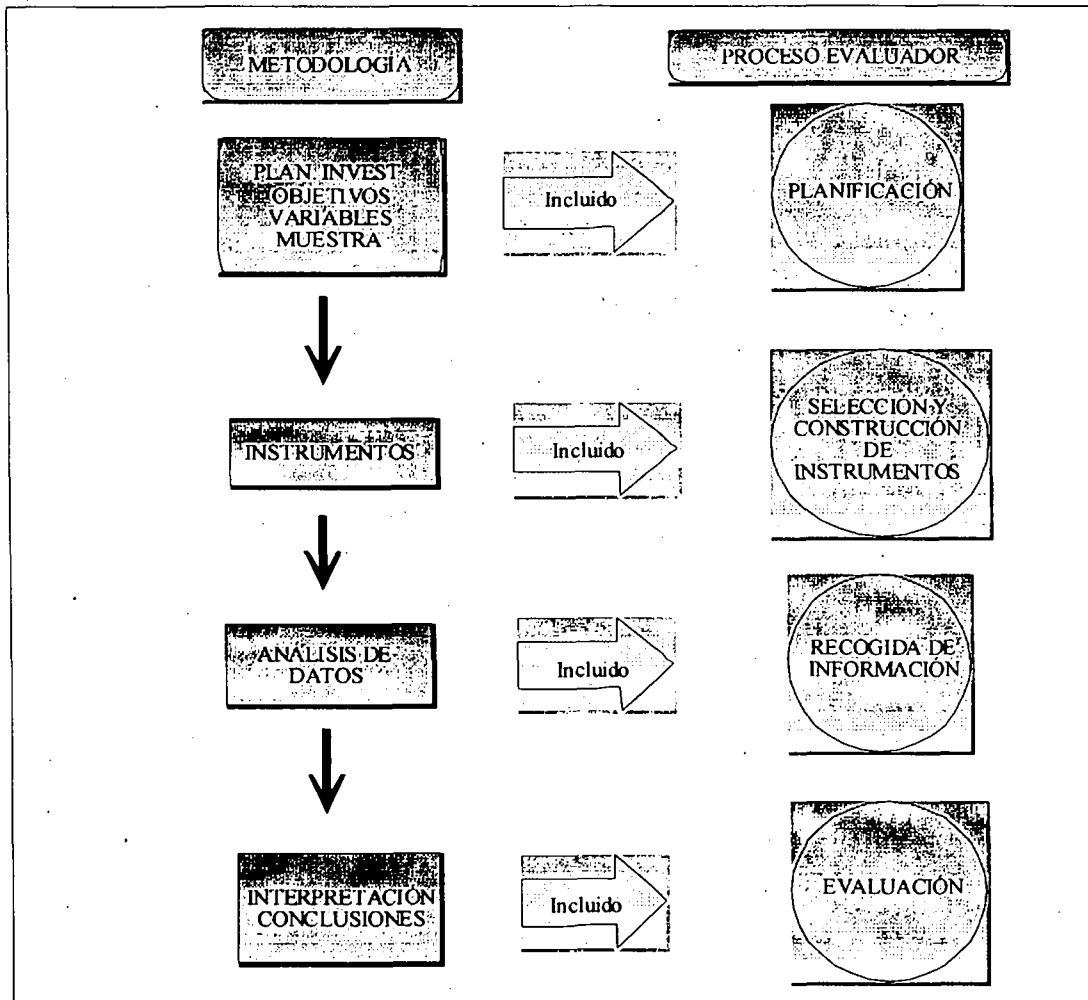 METODOLOGÍA
PROCESO EVALUADOR
PLAN. INVEST
OBJETIVOS
VARIABLES
MUESTRA
Incluido
PLANIFICACIÓN
INSTRUMENTOS
Incluido
SELECCIÓN Y
CONSTRUCCIÓN
DE
INSTRUMENTOS
ANÁLISIS DE
DATOS
Incluido
RECOGIDA DE
INFORMACIÓN
INTERPRETACIÓN
CONCLUSIONES
Incluido
EVALUACIÓN